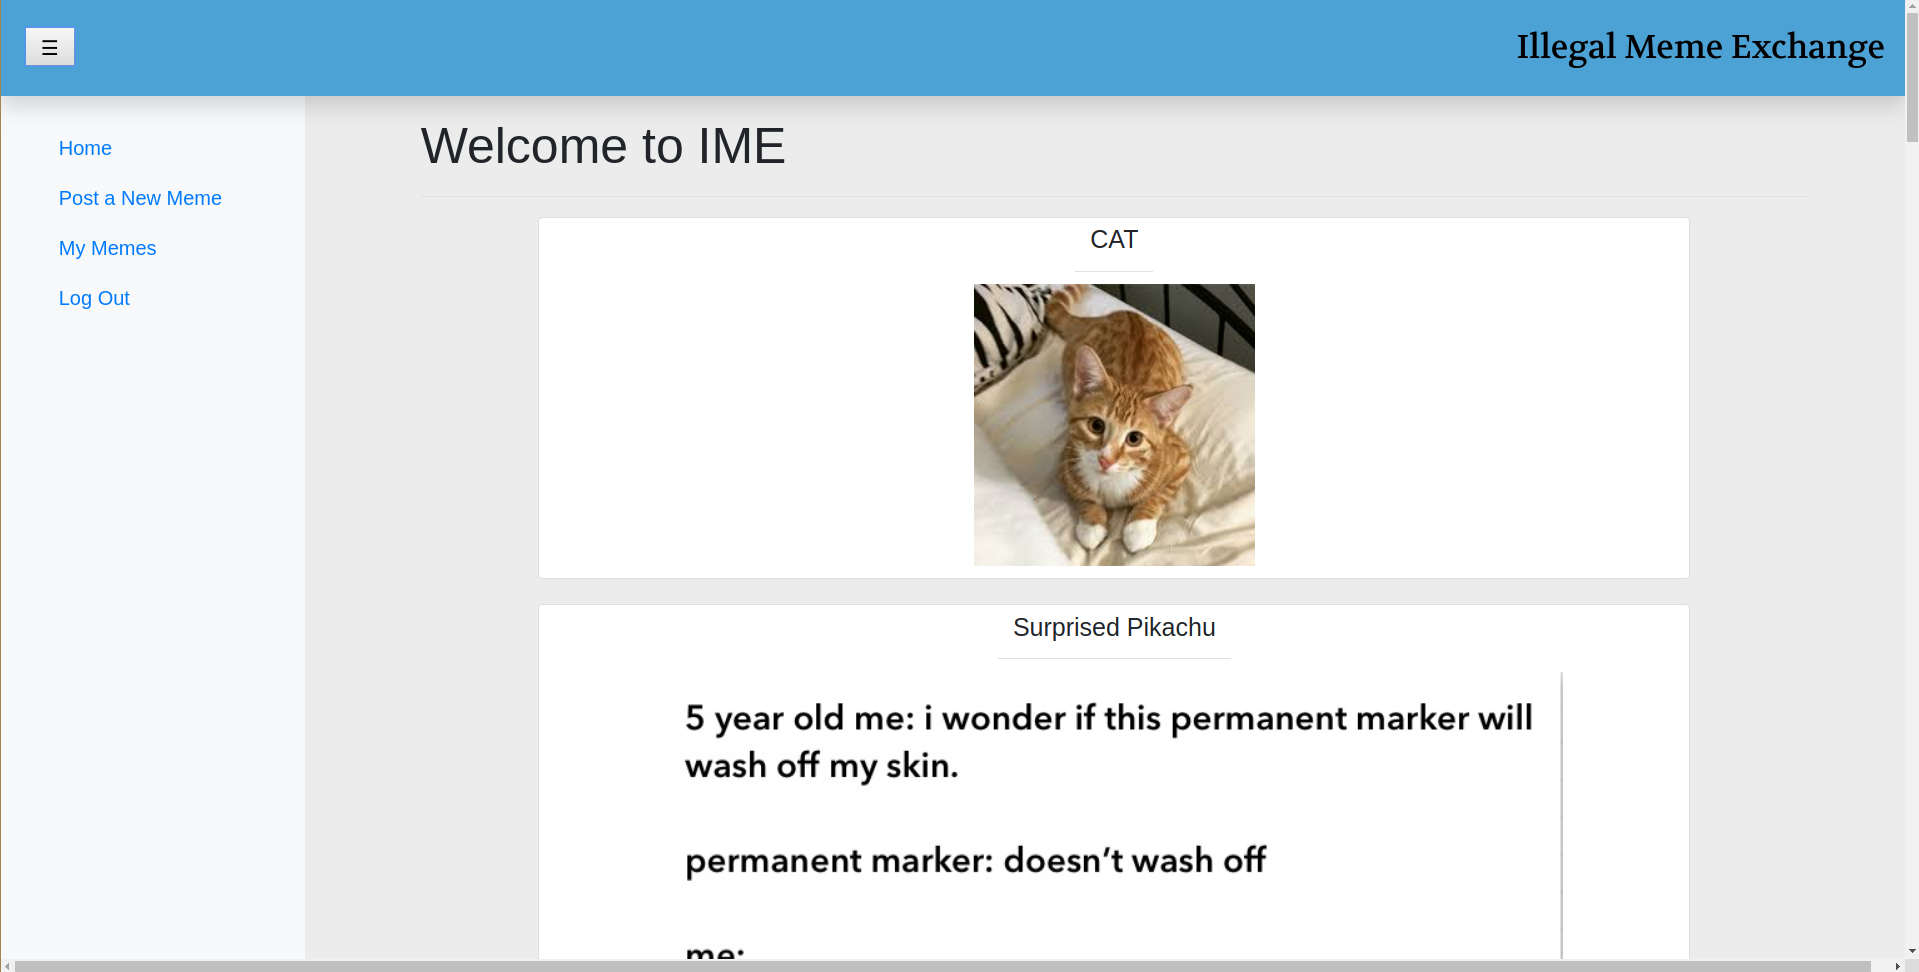 ☰
Illegal Meme Exchange
Home
Post a New Meme
My Memes
Log Out
Welcome to IME
CAT
Surprised Pikachu
5 year old me: i wonder if this permanent marker will
wash off my skin.
permanent marker: doesn’t wash off
me: